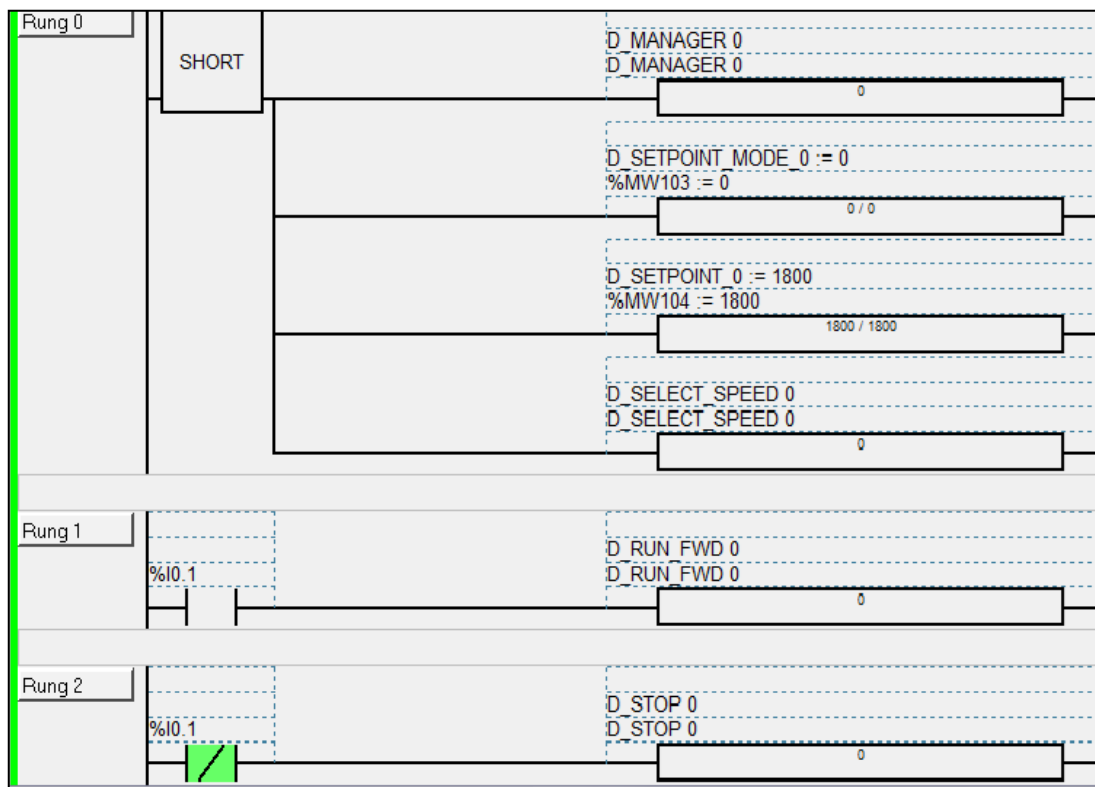 Rung 0
SHORT
D_MANAGER 0
D_MANAGER 0
0
D_SETPOINT_MODE_0 := 0
%MW103 := 0
0 / 0
D_SETPOINT_0 := 1800
%MW104 := 1800
1800 / 1800
D_SELECT_SPEED 0
D_SELECT_SPEED 0
0
Rung 1
D_RUN_FWD 0
%I0.1
D_RUN_FWD 0
0
Rung 2
D_STOP 0
%I0.1
D_STOP 0
0